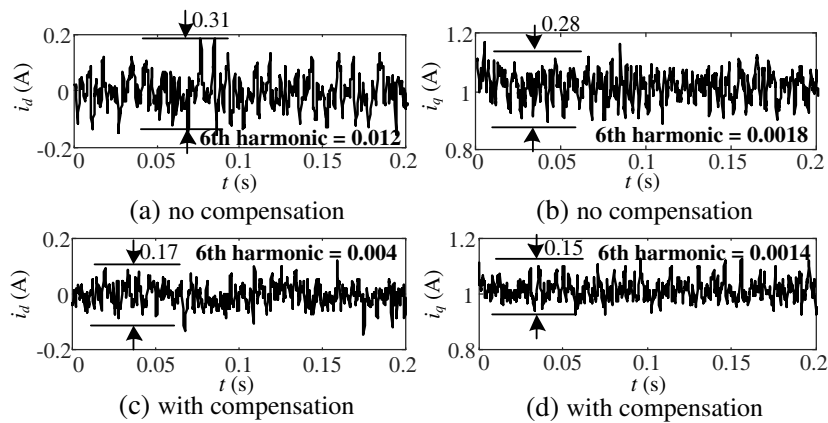 0.31
0.2
0
-0.2
i_d (A)
6th harmonic = 0.012
0 0.05 0.1 0.15 0.2
t (s)
(a) no compensation
0.28
1.2
1
0.8
i_q (A)
6th harmonic = 0.0018
0 0.05 0.1 0.15 0.2
t (s)
(b) no compensation
0.17
6th harmonic = 0.004
0.2
0
-0.2
i_d (A)
0 0.05 0.1 0.15 0.2
t (s)
(c) with compensation
0.15
6th harmonic = 0.0014
1.2
1
0.8
i_q (A)
0 0.05 0.1 0.15 0.2
t (s)
(d) with compensation